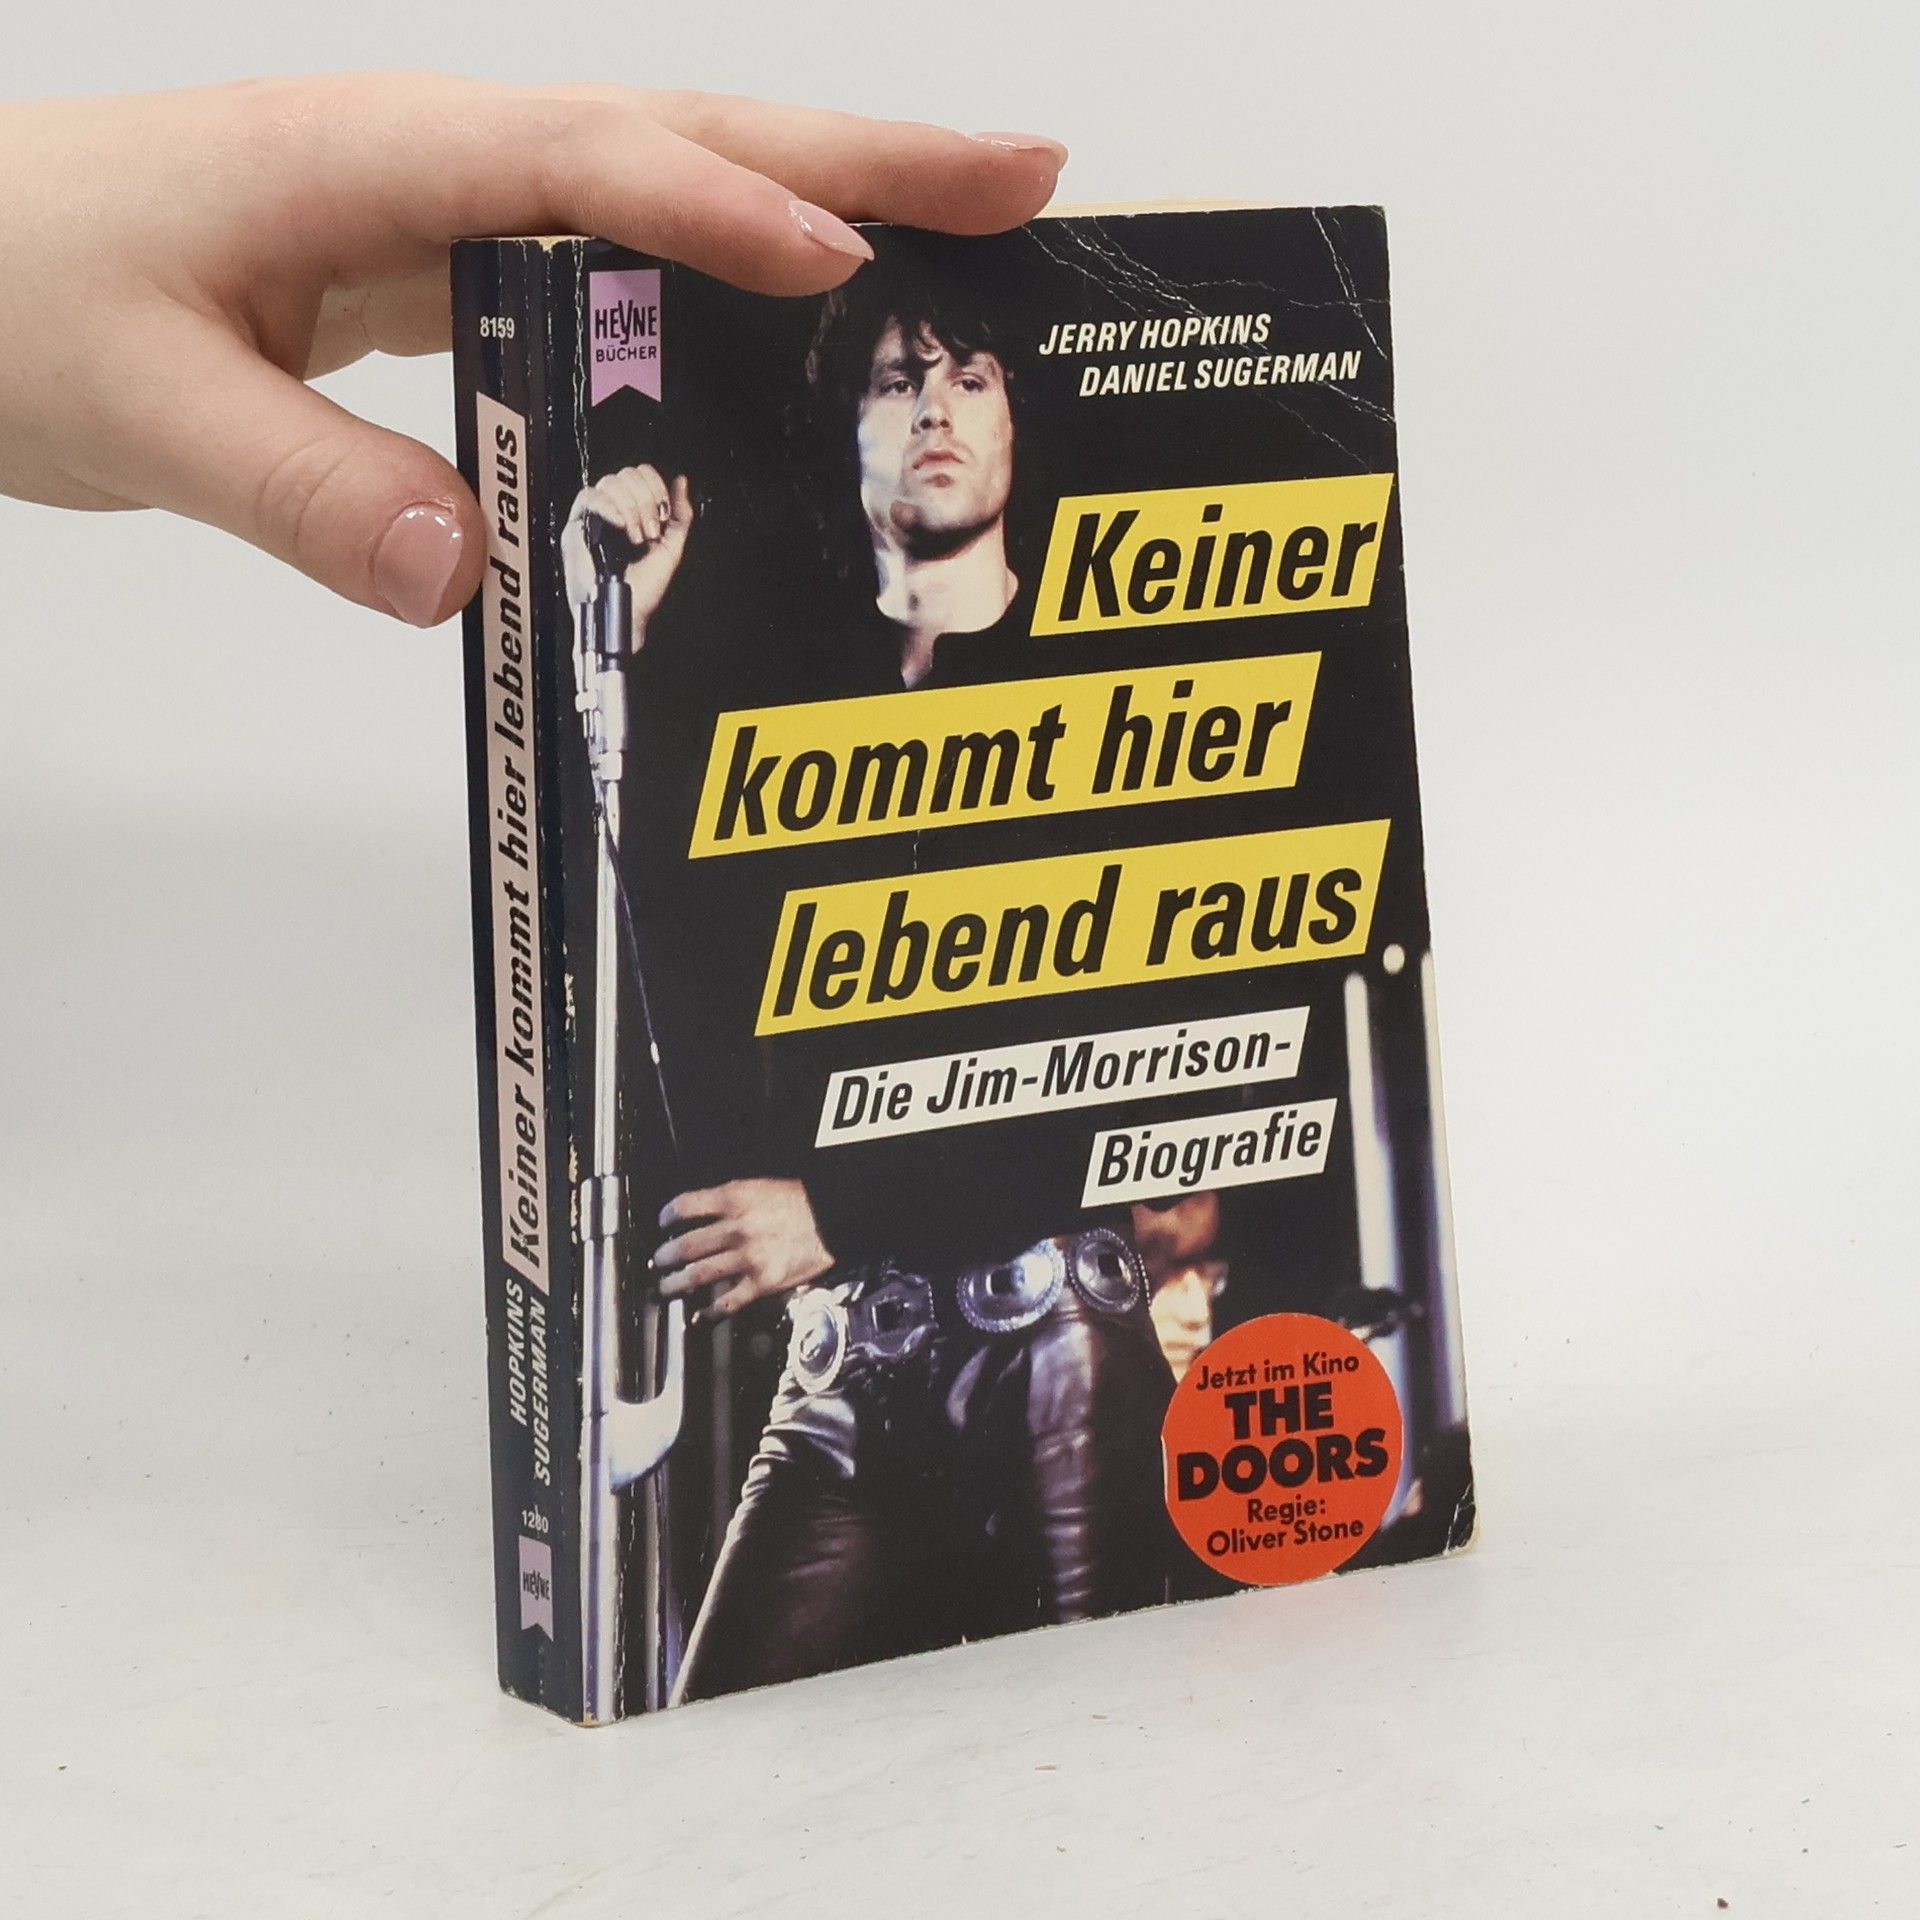 8159
Keiner kommt hier lebend raus
HOPKINS
SUGERMAN
1280
HEYNE
HEYNE
BÜCHER
JERRY HOPKINS
DANIEL SUGERMAN
Keiner
kommt hier
lebend raus
Die Jim-Morrison-
Biografie
Jetzt im Kino
THE
DOORS
Regie:
Oliver Stone